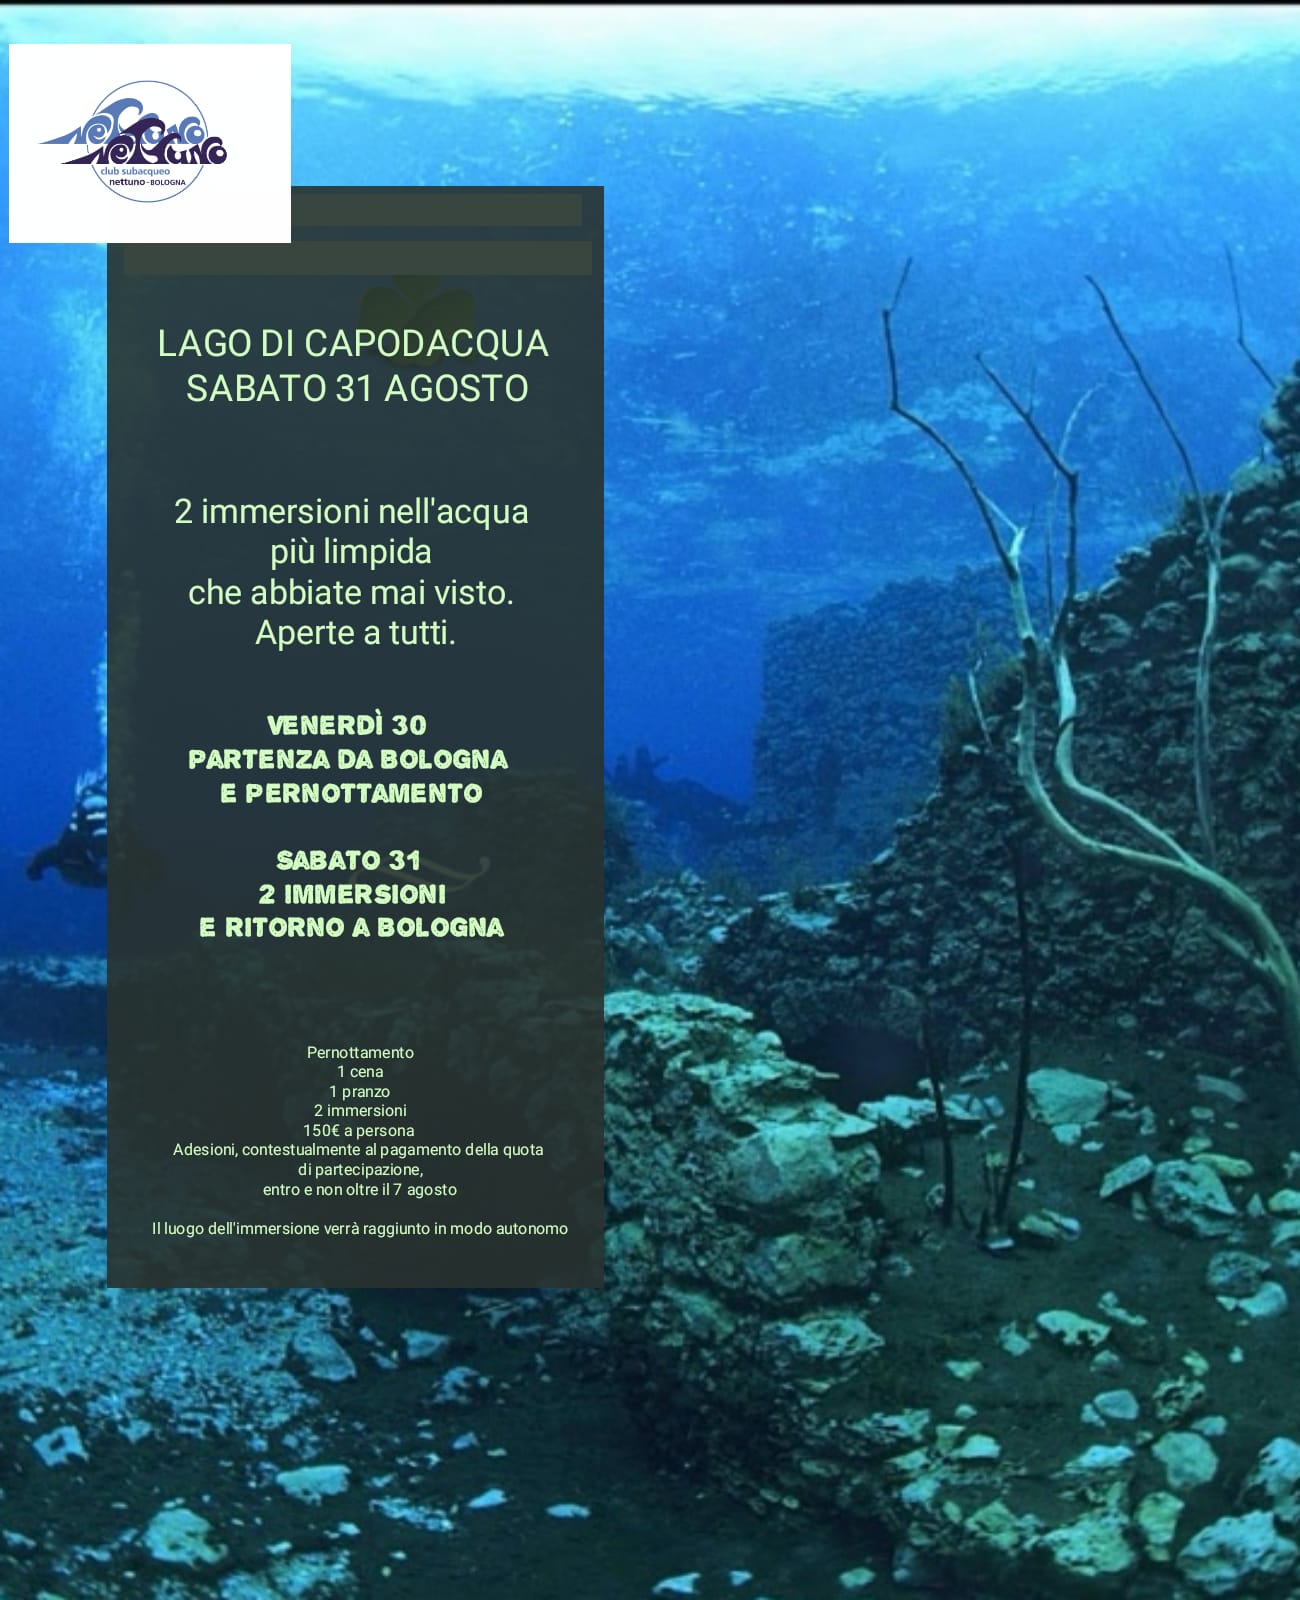 NETTUNO
NETTUNO
club subacqueo
nettuno-BOLOGNA
LAGO DI CAPODACQUA
SABATO 31 AGOSTO
2 immersioni nell'acqua
più limpida
che abbiate mai visto.
Aperte a tutti.
VENERDÌ 30
PARTENZA DA BOLOGNA
E PERNOTTAMENTO
SABATO 31
2 IMMERSIONI
E RITORNO A BOLOGNA
Pernottamento
1 cena
1 pranzo
2 immersioni
150€ a persona
Adesioni, contestualmente al pagamento della quota
di partecipazione,
entro e non oltre il 7 agosto
Il luogo dell'immersione verrà raggiunto in modo autonomo